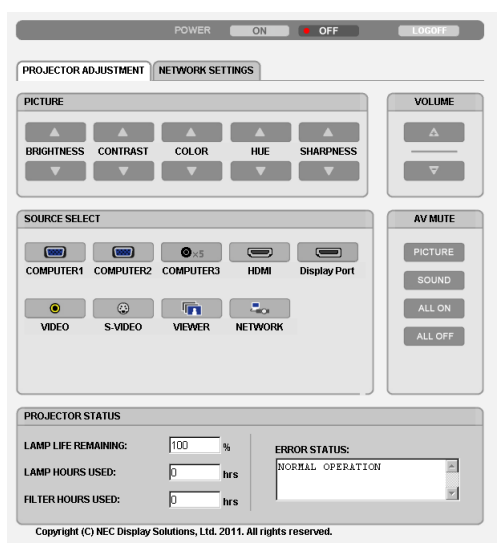 POWER ON OFF LOGOFF
PROJECTOR ADJUSTMENT NETWORK SETTINGS
PICTURE VOLUME
BRIGHTNESS CONTRAST COLOR HUE SHARPNESS
SOURCE SELECT AV MUTE
PICTURE
COMPUTER1 COMPUTER2 COMPUTER3 HDMI Display Port
×5
SOUND
ALL ON
VIDEO S-VIDEO VIEWER NETWORK
ALL OFF
PROJECTOR STATUS
LAMP LIFE REMAINING: 100 %
ERROR STATUS:
NORMAL OPERATION
LAMP HOURS USED: 0 hrs
FILTER HOURS USED: 0 hrs
Copyright (C) NEC Display Solutions, Ltd. 2011. All rights reserved.